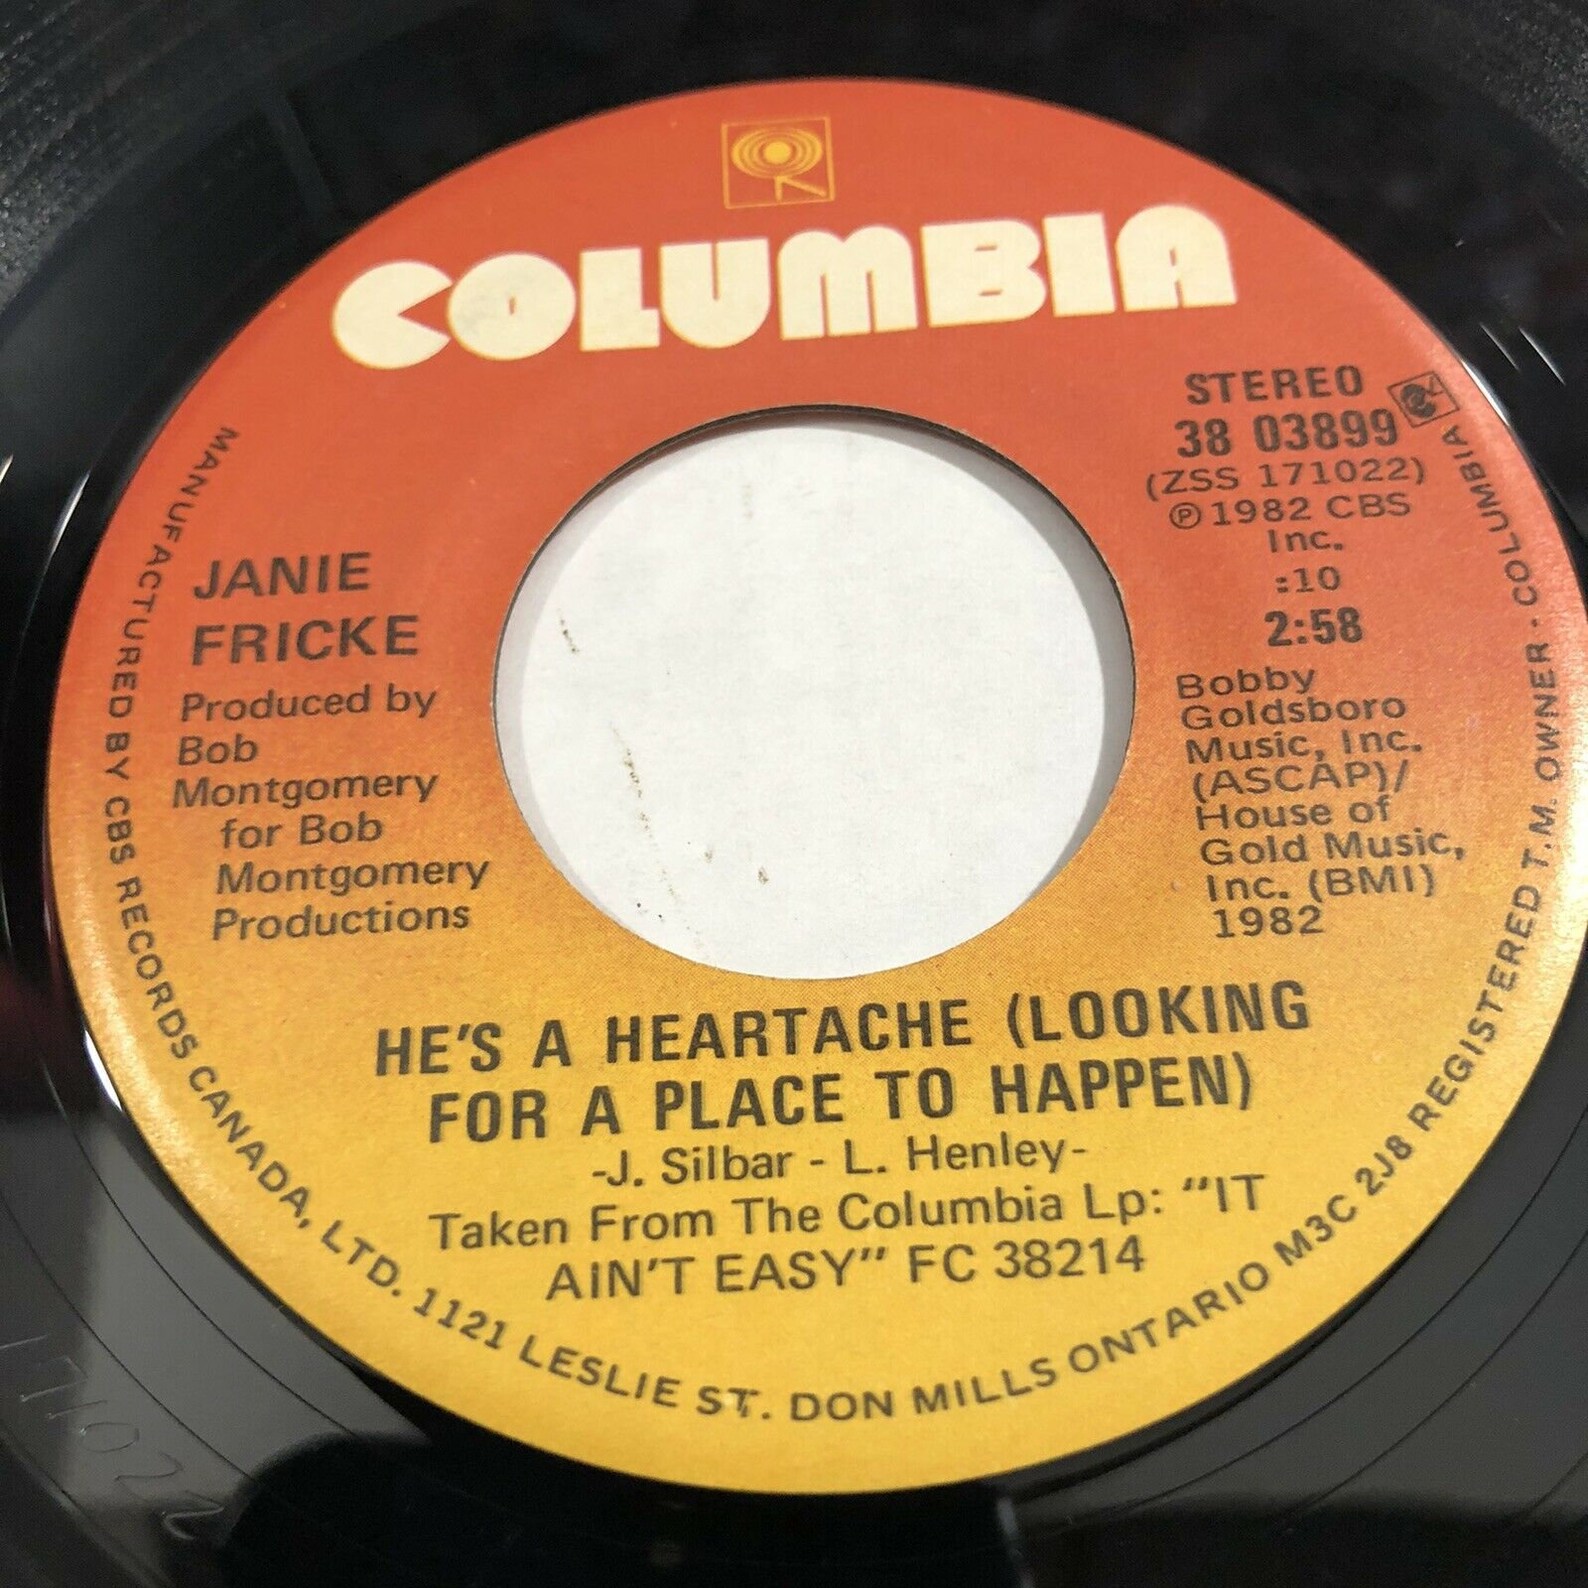 COLUMBIA
STEREO
38 03899
(ZSS 171022)
℗ 1982 CBS
Inc.
:10
2:58
JANIE
FRICKE
Produced by
Bob
Montgomery
for Bob
Montgomery
Productions
Bobby
Goldsboro
Music, Inc.
(ASCAP)/
House of
Gold Music,
Inc. (BMI)
1982
HE'S A HEARTACHE (LOOKING
FOR A PLACE TO HAPPEN)
-J. Silbar - L. Henley-
Taken From The Columbia Lp: "IT
AIN'T EASY" FC 38214
MANUFACTURED BY CBS RECORDS CANADA, LTD. 1121 LESLIE ST. DON MILLS ONTARIO M3C 2J8 REGISTERED T.M. OWNER · COLUMBIA
171022